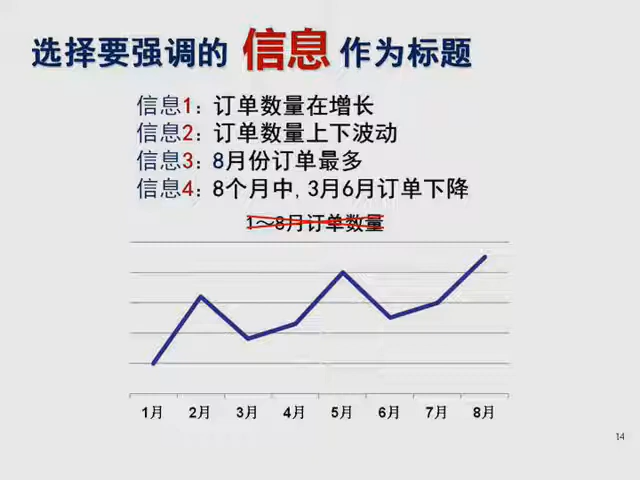 选择要强调的 信息 作为标题
信息1：订单数量在增长
信息2：订单数量上下波动
信息3：8月份订单最多
信息4：8个月中,3月6月订单下降
1～8月订单数量
1月 2月 3月 4月 5月 6月 7月 8月
14